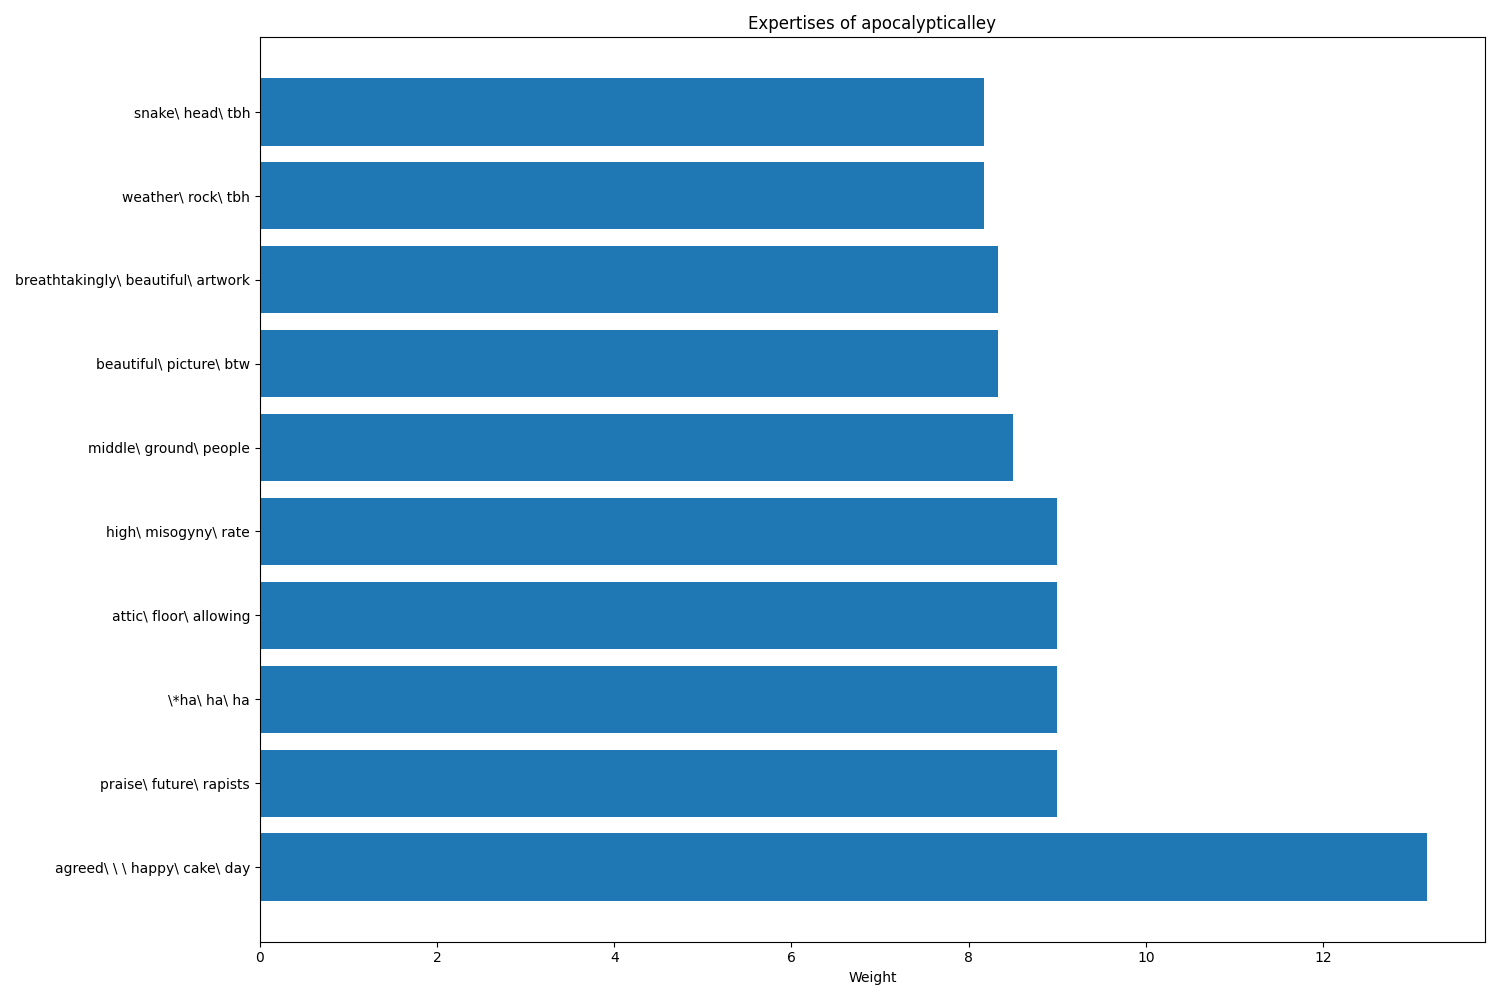 Expertises of apocalypticalley
snake\ head\ tbh
weather\ rock\ tbh
breathtakingly\ beautiful\ artwork
beautiful\ picture\ btw
middle\ ground\ people
high\ misogyny\ rate
attic\ floor\ allowing
\*ha\ ha\ ha
praise\ future\ rapists
agreed\ \ \ happy\ cake\ day
0 2 4 6 8 10 12
Weight